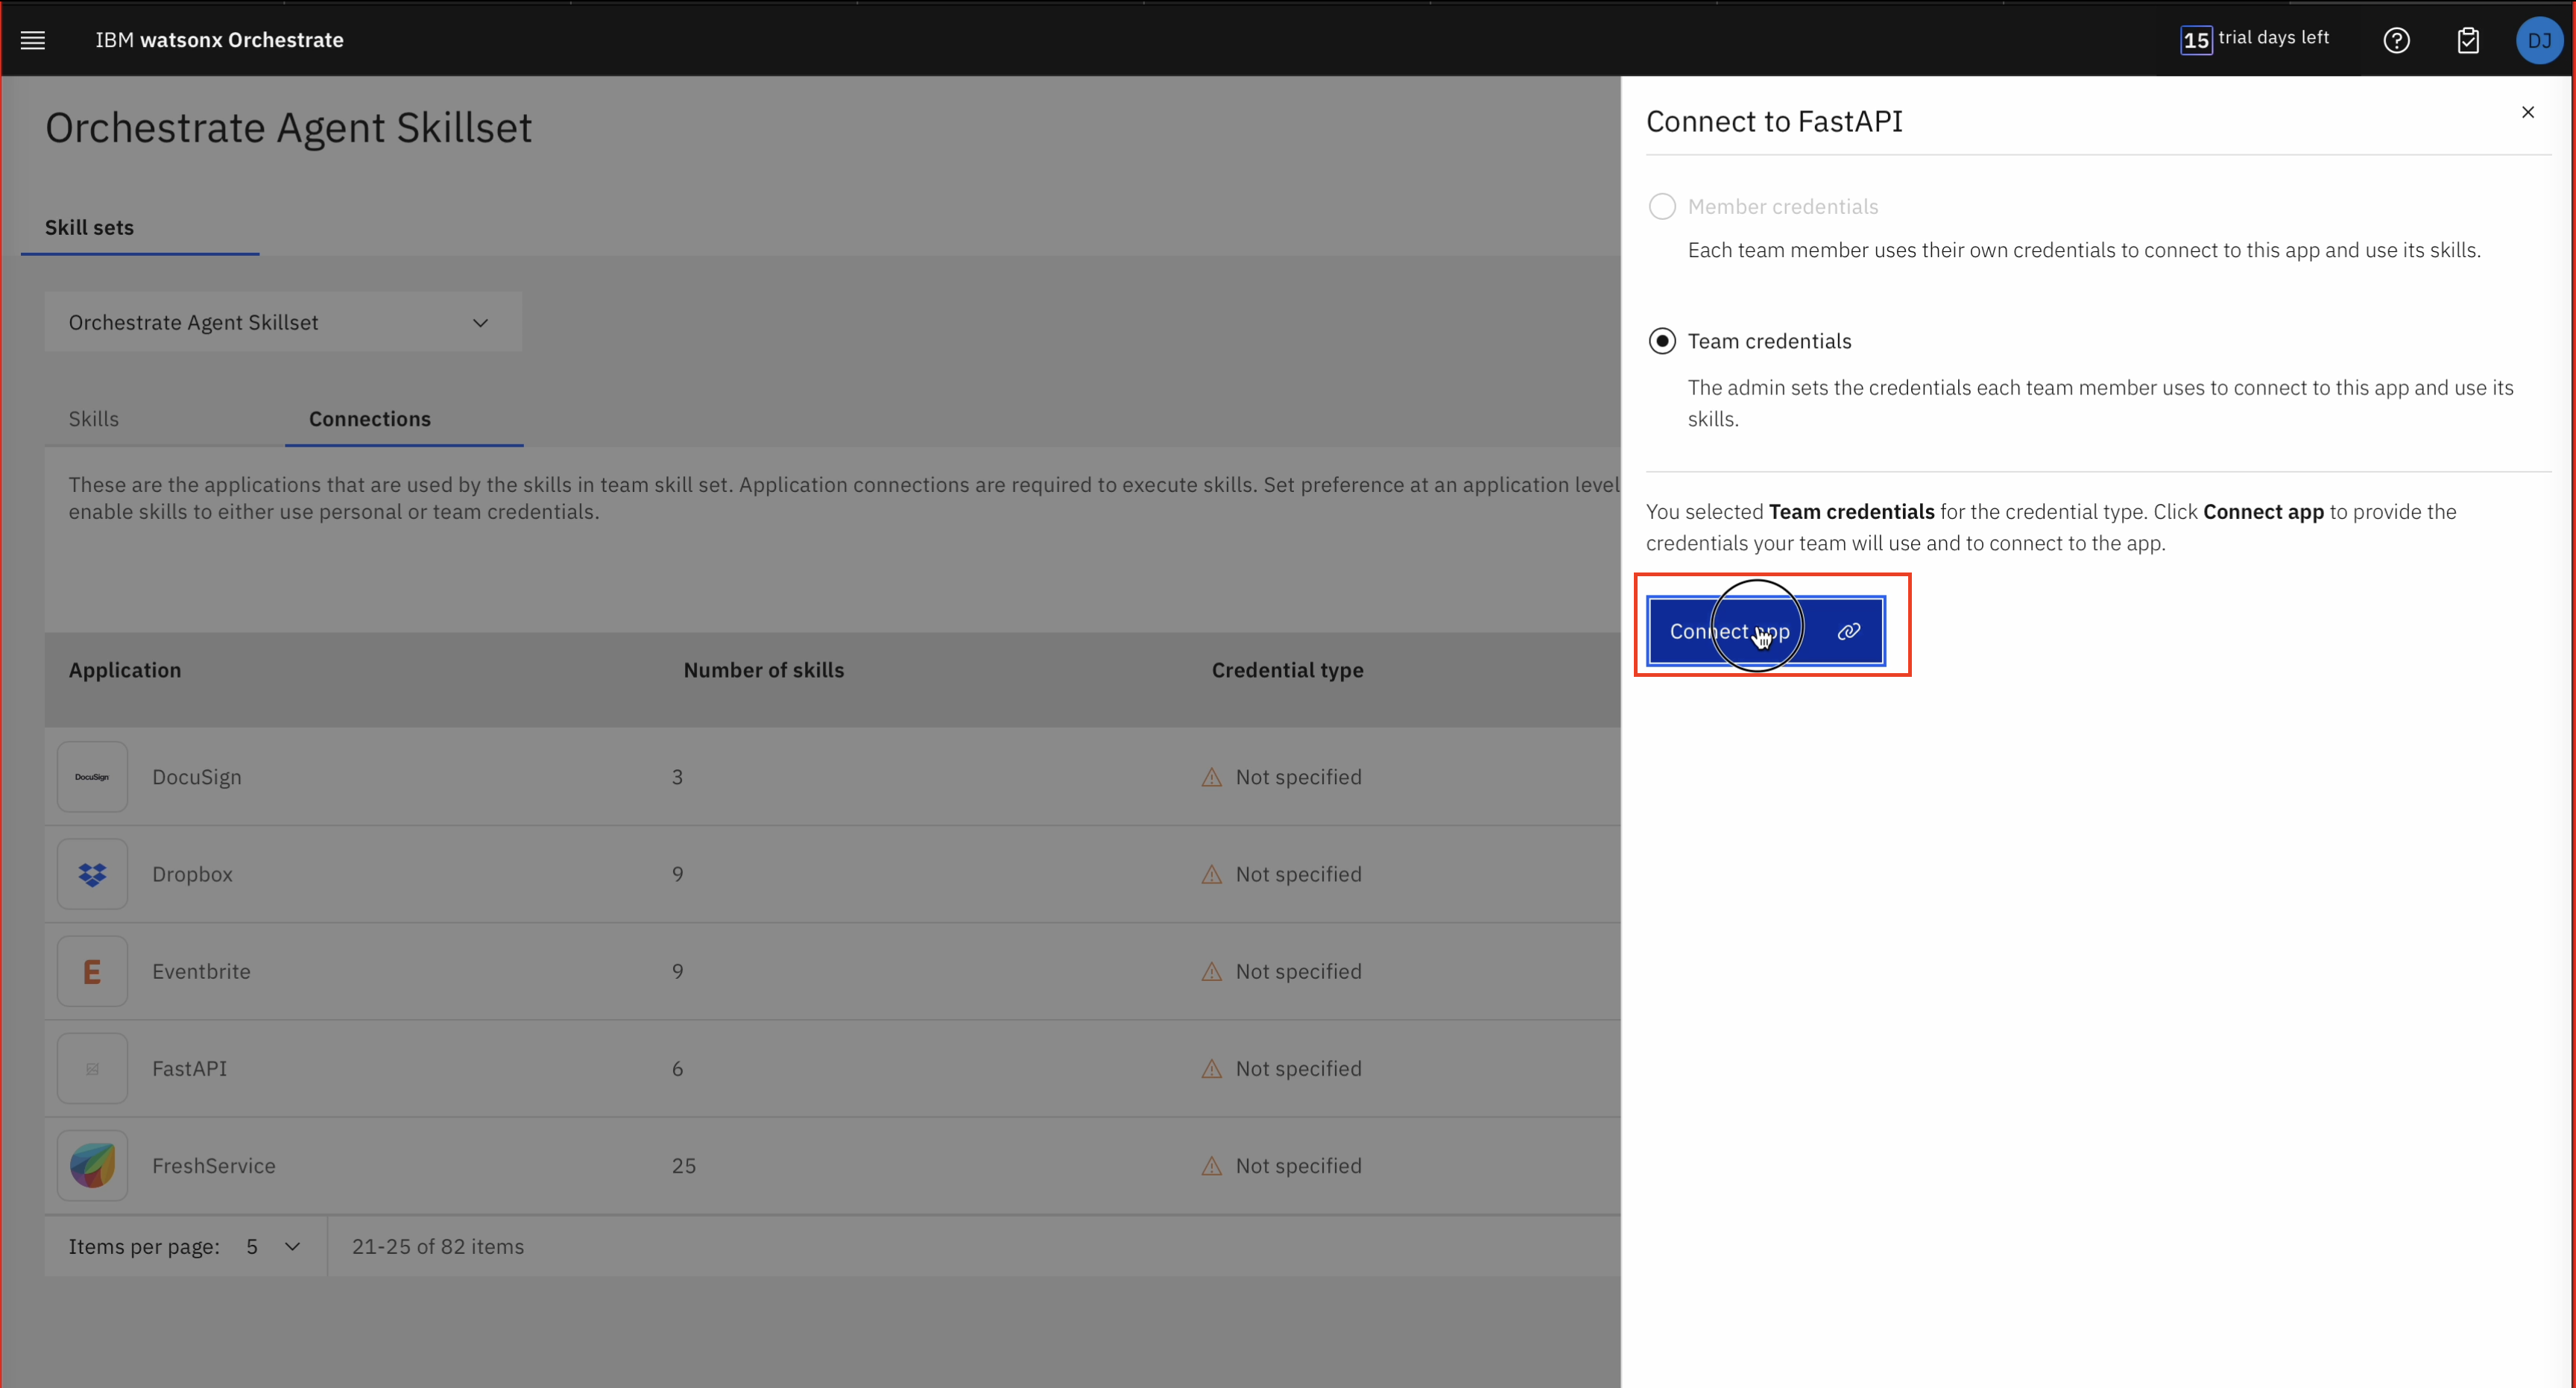 IBM watsonx Orchestrate
15 trial days left
DJ
Orchestrate Agent Skillset
Skill sets
Orchestrate Agent Skillset
Skills
Connections
These are the applications that are used by the skills in team skill set. Application connections are required to execute skills. Set preference at an application level
enable skills to either use personal or team credentials.
Application
Number of skills
Credential type
DocuSign
DocuSign
3
Not specified
Dropbox
9
Not specified
E
Eventbrite
9
Not specified
FastAPI
6
Not specified
FreshService
25
Not specified
Items per page:
5
21-25 of 82 items
Connect to FastAPI
Member credentials
Each team member uses their own credentials to connect to this app and use its skills.
Team credentials
The admin sets the credentials each team member uses to connect to this app and use its
skills.
You selected Team credentials for the credential type. Click Connect app to provide the
credentials your team will use and to connect to the app.
Connect app